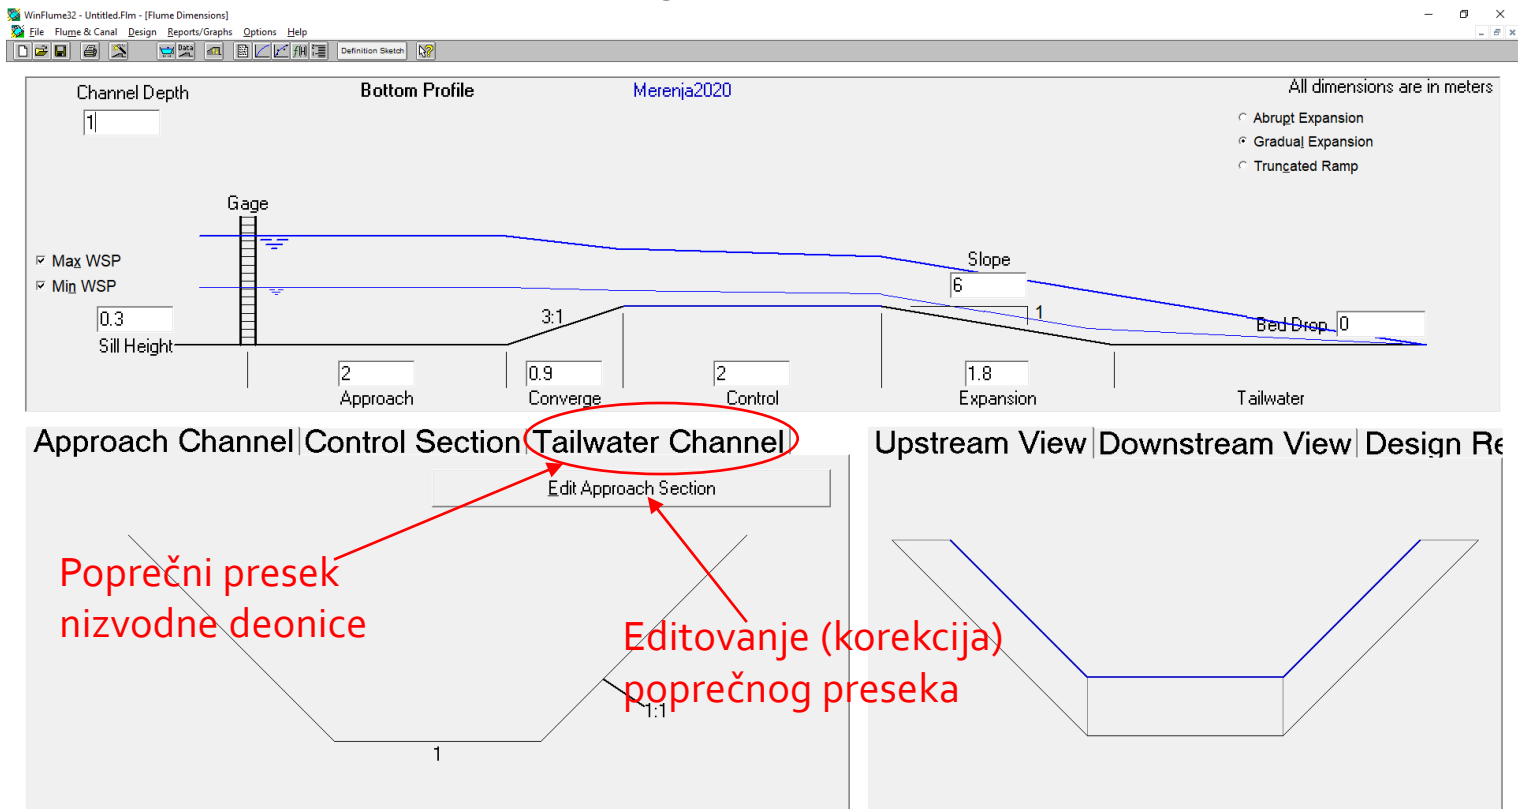 WinFlume32 - Untitled.Flm - [Flume Dimensions]
File Flume & Canal Design Reports/Graphs Options Help
Data
fH
Definition Sketch
Channel Depth
Bottom Profile
Merenja2020
All dimensions are in meters
1
Abrupt Expansion
Gradual Expansion
Truncated Ramp
Gage
Max WSP
Min WSP
Slope
6
0.3
3:1
1
Bed Drop 0
Sill Height
2
0.9
2
1.8
Approach
Converge
Control
Expansion
Tailwater
Approach Channel Control Section Tailwater Channel
Upstream View Downstream View Design Re
Edit Approach Section
Poprečni presek
nizvodne deonice
Editovanje (korekcija)
poprečnog preseka
1:1
1